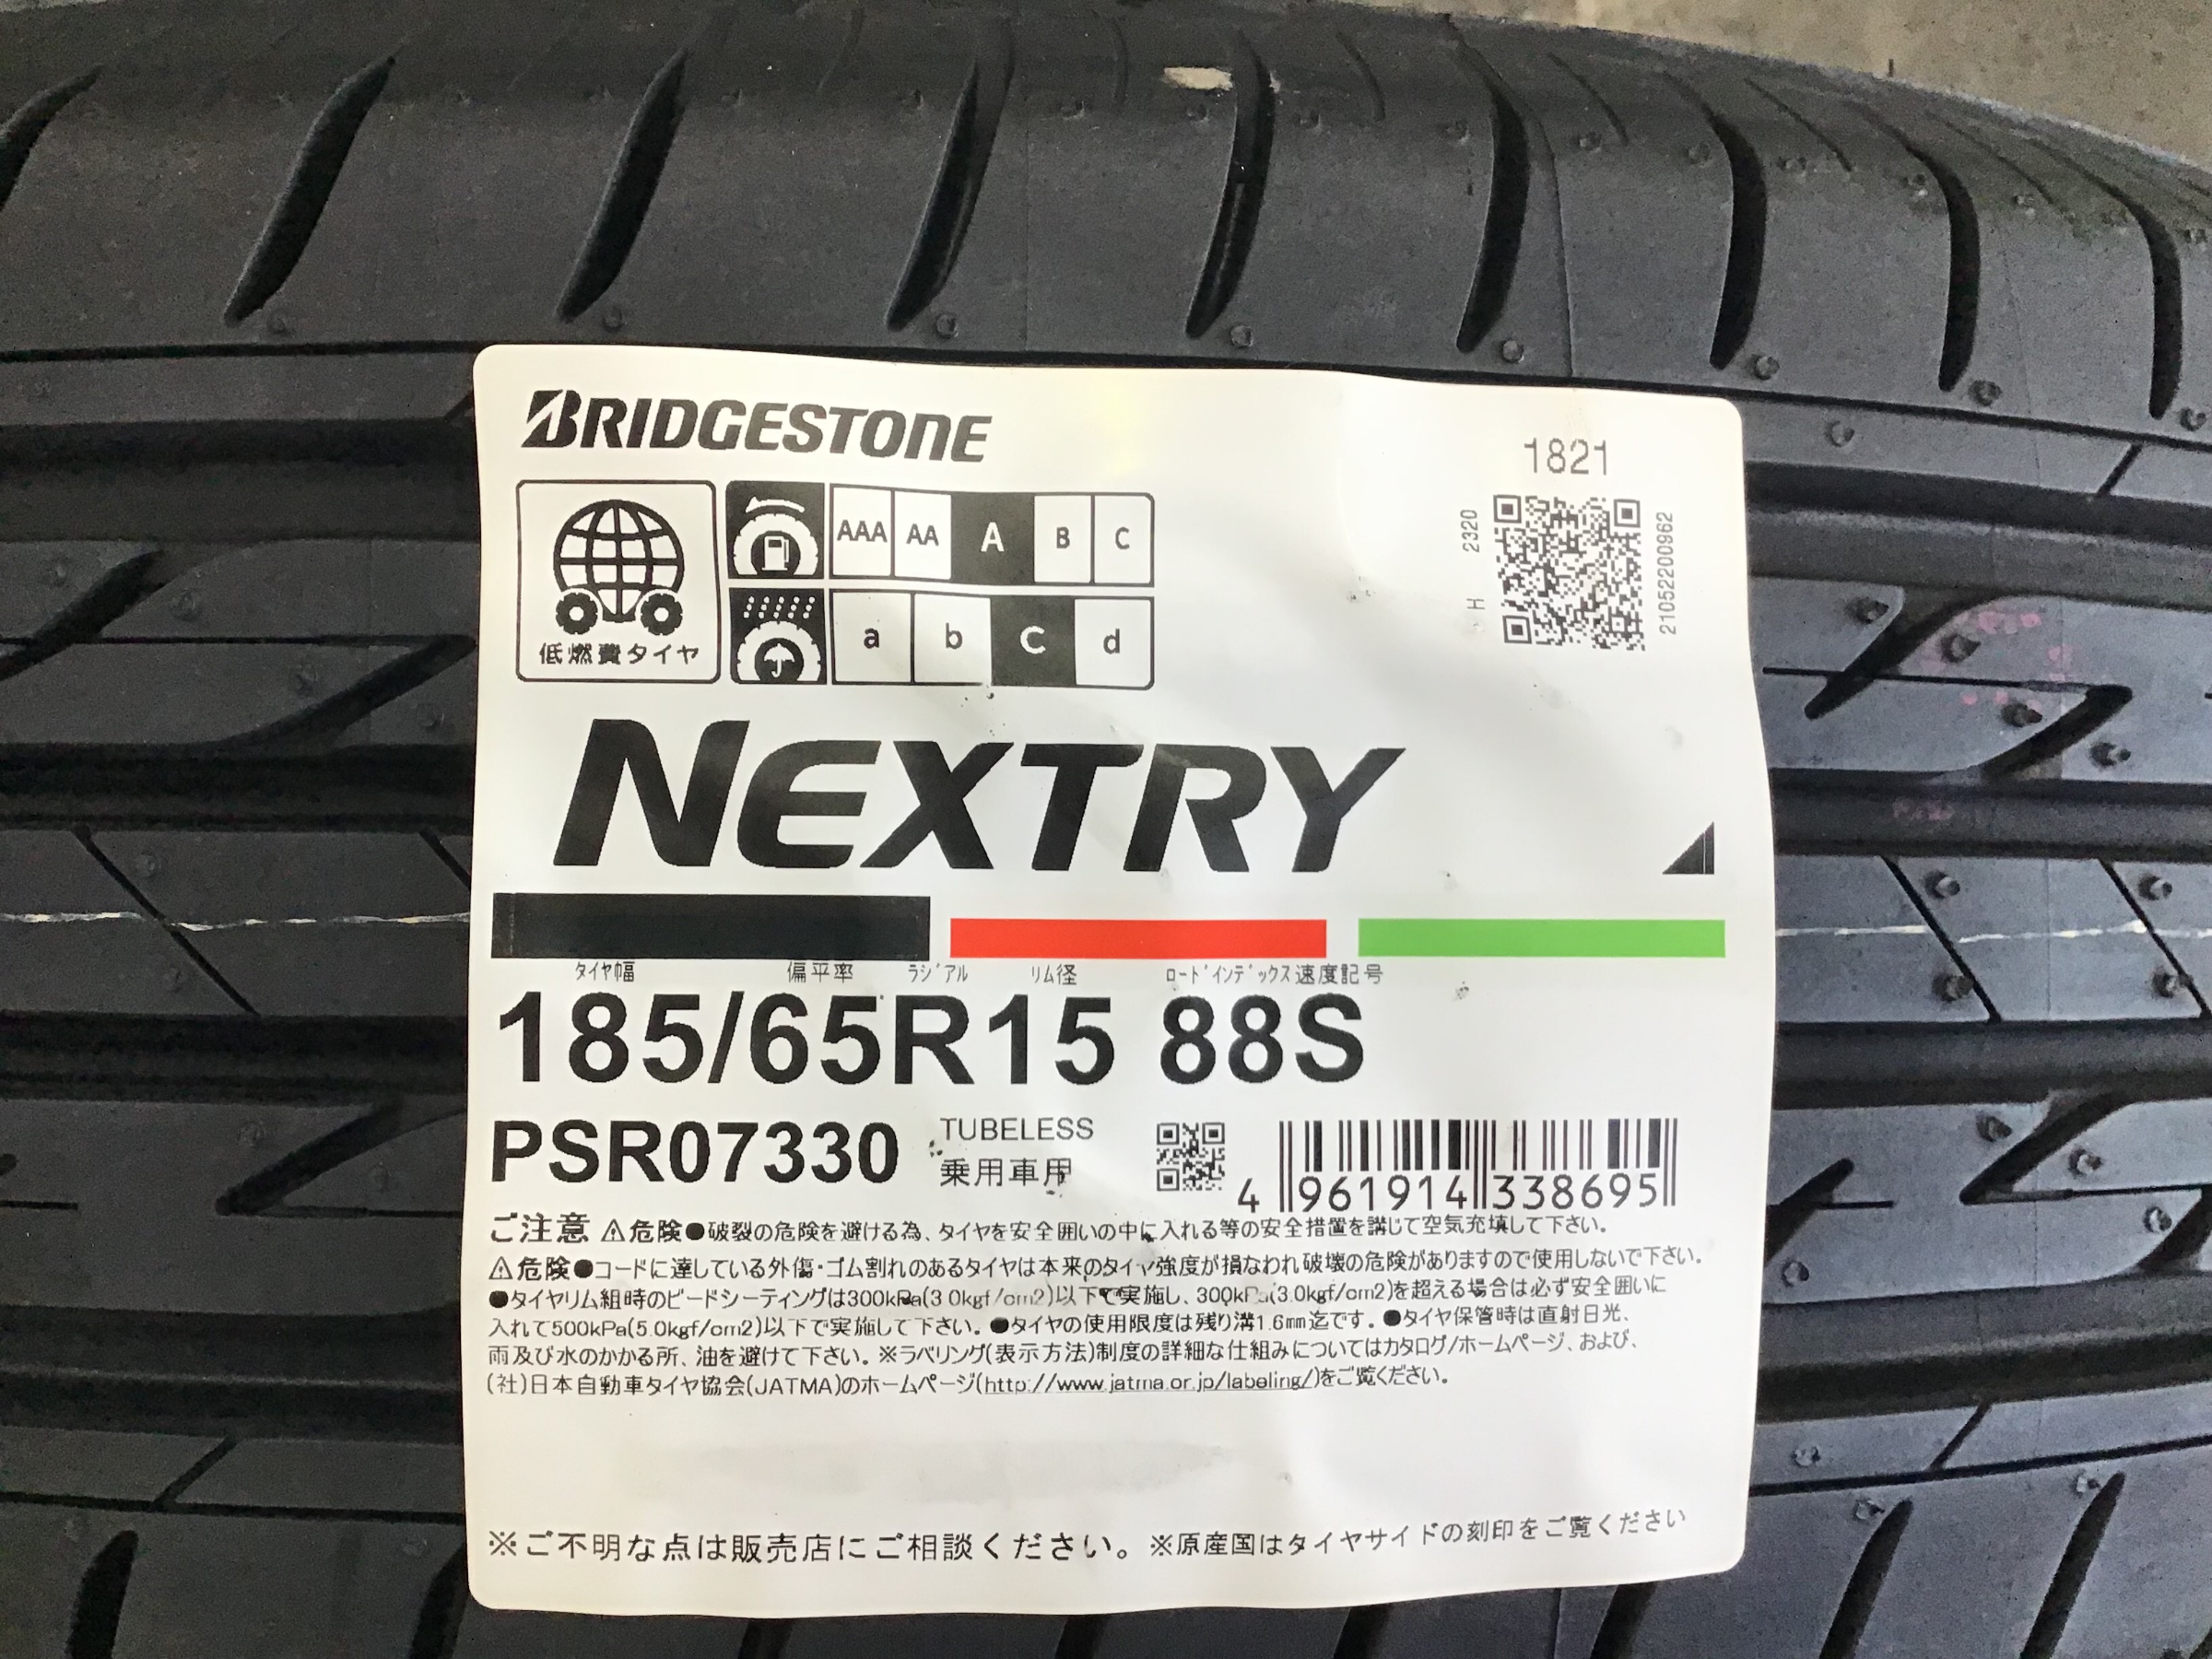 BRIDGESTONE
1821
2320
H
2105220096​2
AAA AA A B C
a b c d
低燃費タイヤ
NEXTRY
タイヤ幅 偏平率 ラジアル リム径 ロードインデックス 速度記号
185/65R15 88S
PSR07330
TUBELESS
乗用車用
4 961914 338695
ご注意 ⚠危険●破裂の危険を避ける為、タイヤを安全囲いの中に入れる等の安全措置を講じて空気充填して下さい。
⚠危険●コードに達している外傷・ゴム割れのあるタイヤは本来のタイヤ強度が損なわれ破壊の危険がありますので使用しないで下さい。
●タイヤリム組時のビードシーティングは300kPa(3.0kgf/cm2)以下で実施し、300kPa(3.0kgf/cm2)を超える場合は必ず安全囲いに
入れて500kPa(5.0kgf/cm2)以下で実施して下さい。●タイヤの使用限度は残り溝1.6mm迄です。●タイヤ保管時は直射日光、
雨及び水のかかる所、油を避けて下さい。※ラベリング(表示方法)制度の詳細な仕組みについてはカタログ/ホームページ、および、
(社)日本自動車タイヤ協会(JATMA)のホームページ(http://www.jatma.or.jp/labeling/)をご覧ください。
※ご不明な点は販売店にご相談ください。※原産国はタイヤサイドの刻印をご覧ください